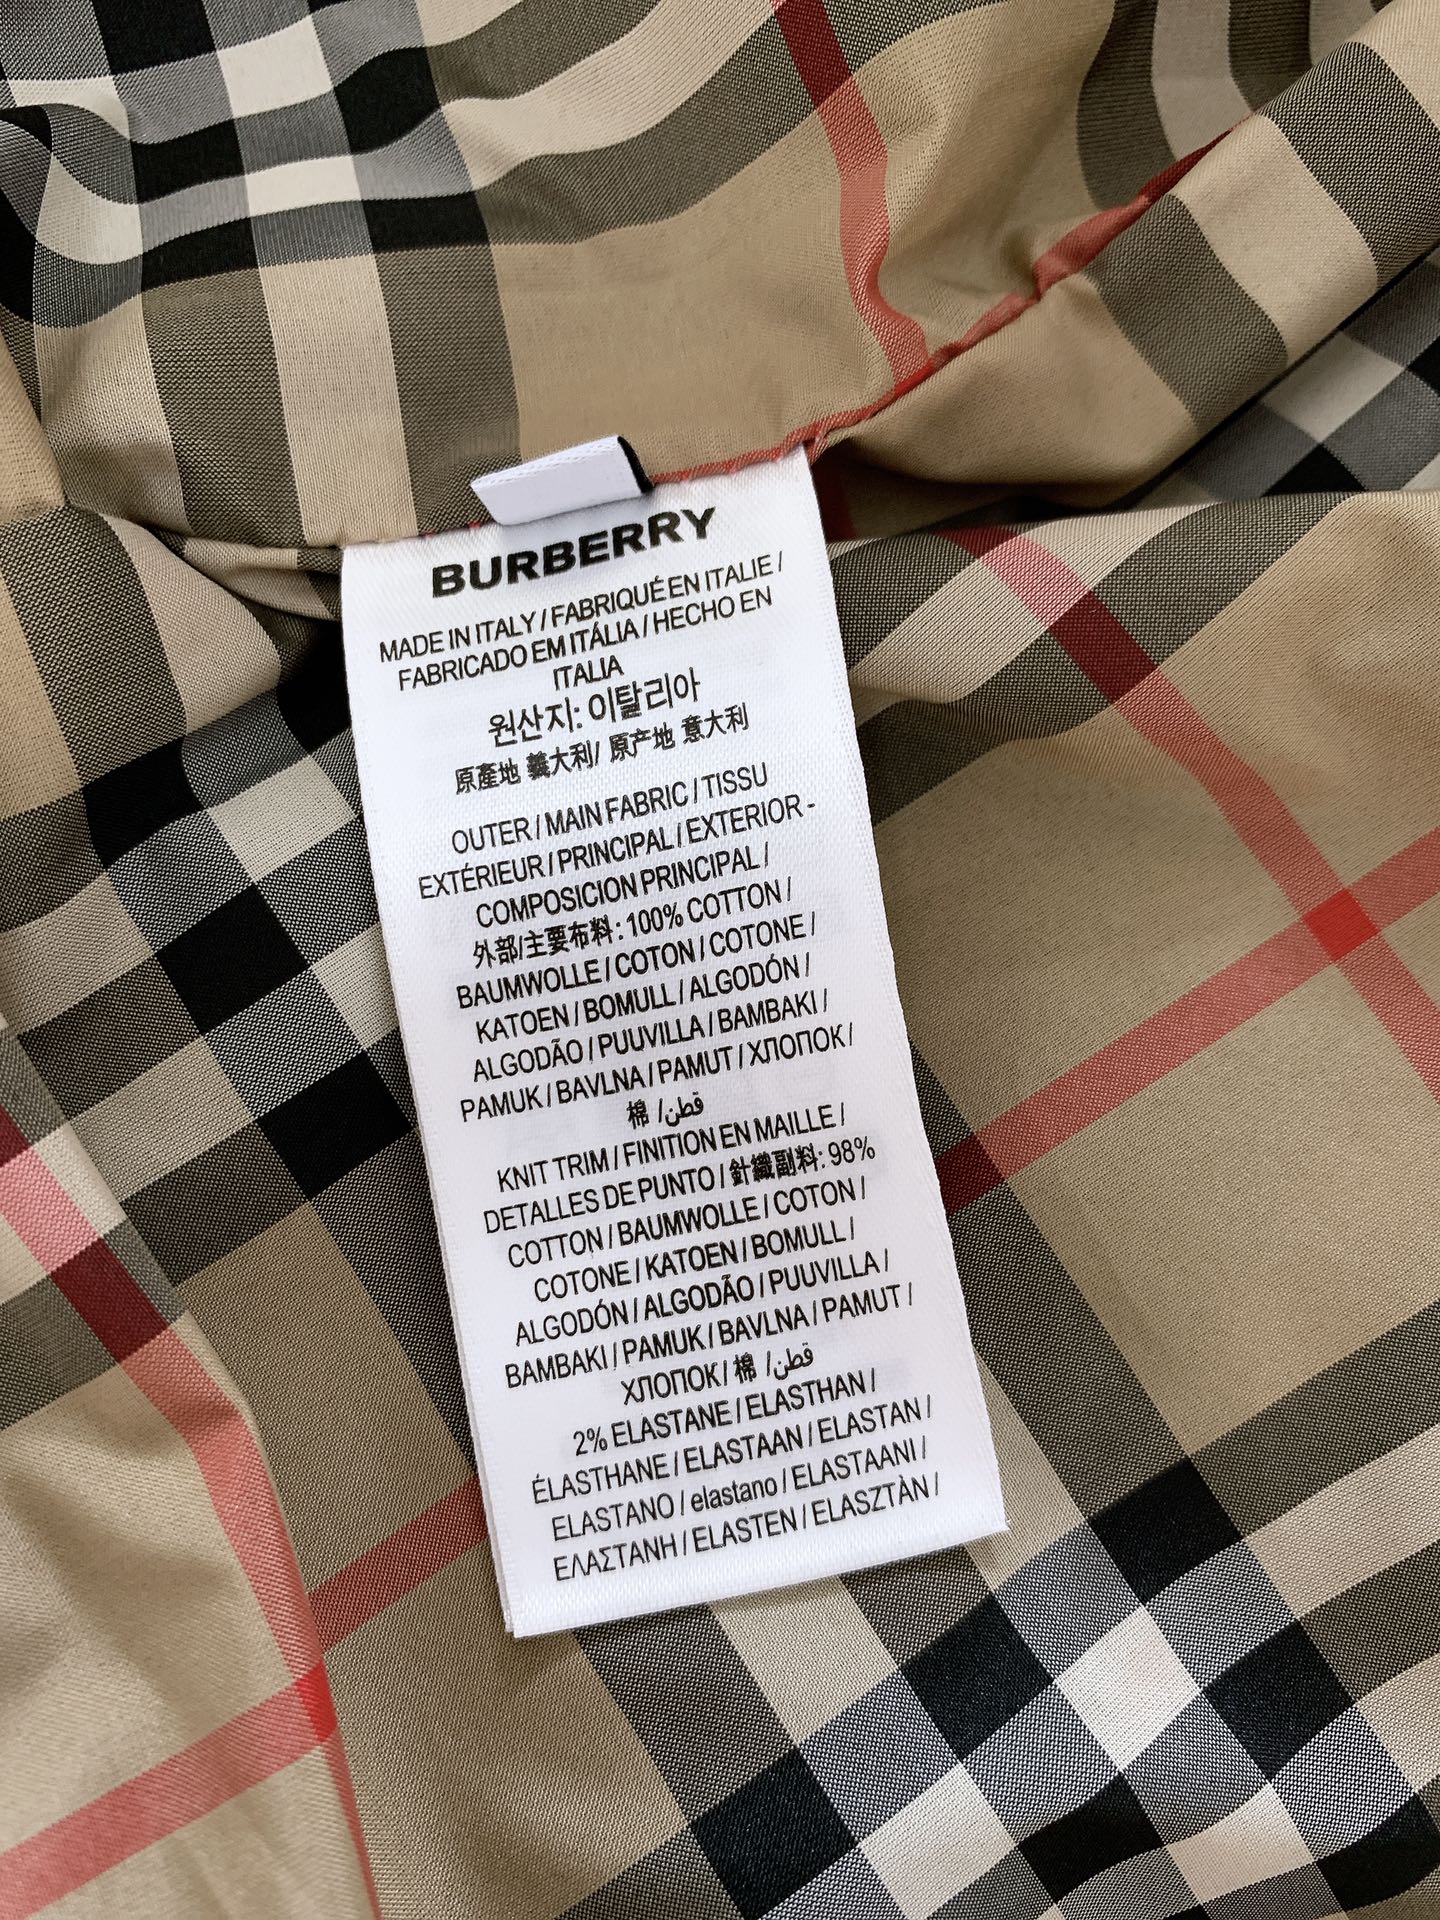 BURBERRY
MADE IN ITALY / FABRIQUÉ EN ITALIE /
FABRICADO EM ITÁLIA / HECHO EN
ITALIA
원산지: 이탈리아
原產地 義大利/ 原产地 意大利
OUTER / MAIN FABRIC / TISSU
EXTÉRIEUR / PRINCIPAL / EXTERIOR -
COMPOSICION PRINCIPAL /
外部/主要布料: 100% COTTON /
BAUMWOLLE / COTON / COTONE /
KATOEN / BOMULL / ALGODÓN /
ALGODÃO / PUUVILLA / BAMBAKI /
PAMUK / BAVLNA / PAMUT / ХЛОПОК /
棉 /قطن
KNIT TRIM / FINITION EN MAILLE /
DETALLES DE PUNTO / 針織副料: 98%
COTTON / BAUMWOLLE / COTON /
COTONE / KATOEN / BOMULL /
ALGODÓN / ALGODÃO / PUUVILLA /
BAMBAKI / PAMUK / BAVLNA / PAMUT /
ХЛОПОК / 棉 /قطن
2% ELASTANE / ELASTHAN /
ÉLASTHANE / ELASTAAN / ELASTAN /
ELASTANO / elastano / ELASTAANI /
ΕΛΑΣΤΑΝΗ / ELASTEN / ELASZTÀN /